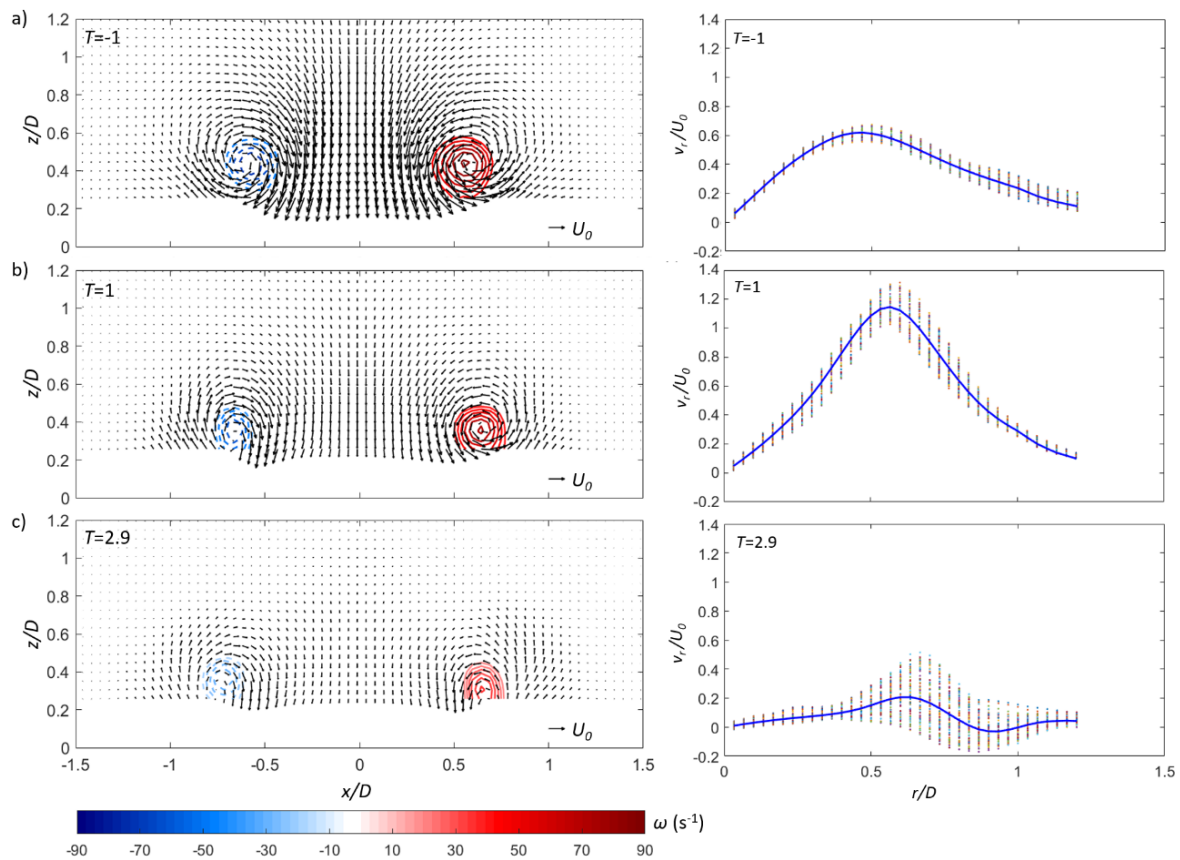 a)
T=-1
z/D
1.2
1
0.8
0.6
0.4
0.2
0
U0
T=-1
vr/U0
1.4
1.2
1
0.8
0.6
0.4
0.2
0
-0.2
b)
T=1
z/D
1.2
1
0.8
0.6
0.4
0.2
0
U0
T=1
vr/U0
1.4
1.2
1
0.8
0.6
0.4
0.2
0
-0.2
c)
T=2.9
z/D
1.2
1
0.8
0.6
0.4
0.2
0
U0
-1.5 -1 -0.5 0 0.5 1 1.5
x/D
T=2.9
vr/U0
1.4
1.2
1
0.8
0.6
0.4
0.2
0
-0.2
0 0.5 1 1.5
r/D
ω (s-1)
-90 -70 -50 -30 -10 10 30 50 70 90